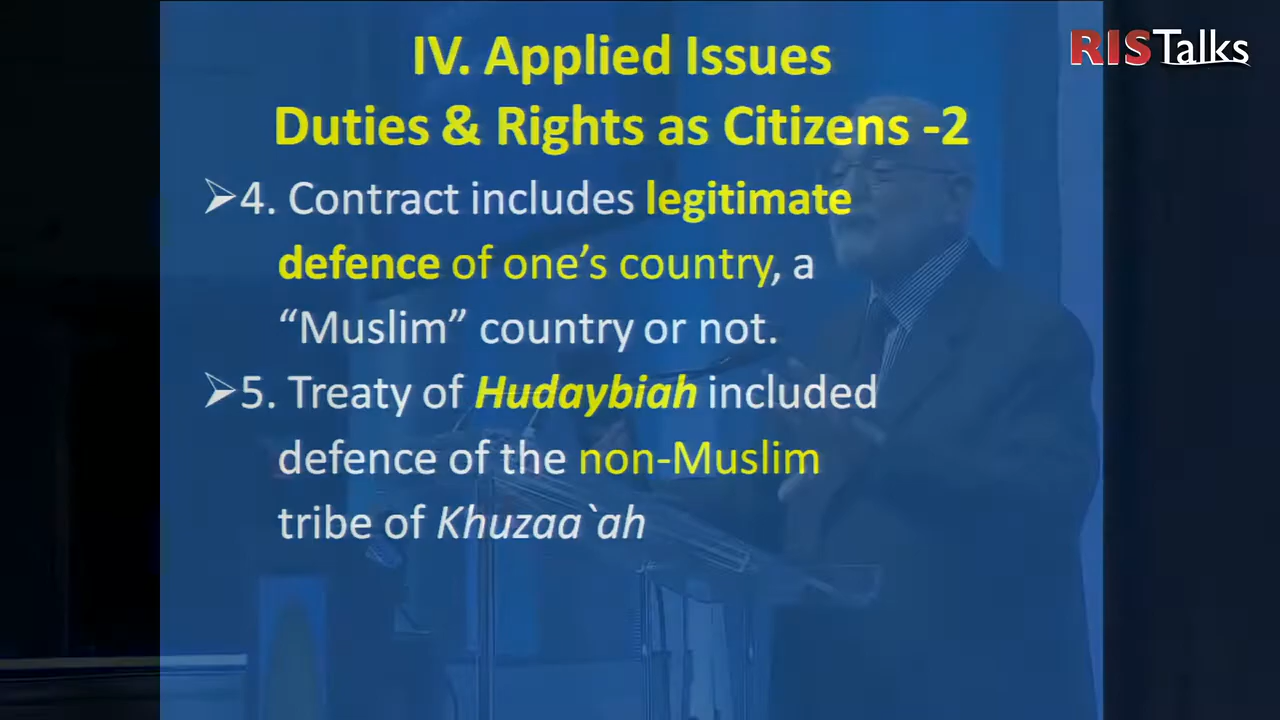 RISTalks
IV. Applied Issues
Duties & Rights as Citizens -2
➢4. Contract includes legitimate
defence of one’s country, a
“Muslim” country or not.
➢5. Treaty of Hudaybiah included
defence of the non-Muslim
tribe of Khuzaa`ah